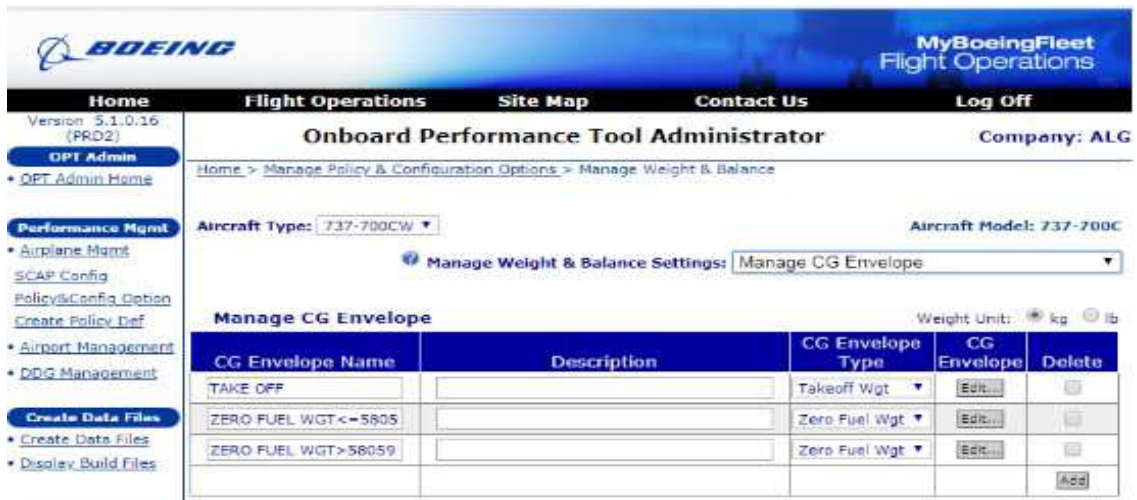 BOEING
MyBoeingFleet
Flight Operations
Home Flight Operations Site Map Contact Us Log Off
Version 5.1.0.16
(PRD2)
Onboard Performance Tool Administrator
Company: ALG
OPT Admin
• OPT Admin Home
Home > Manage Policy & Configuration Options > Manage Weight & Balance
Performance Mgmt
Aircraft Type: 737-700CW
Aircraft Model: 737-700C
• Airplane Mgmt
Manage Weight & Balance Settings: Manage CG Envelope
SCAP Config
Policy&Config Option
Create Policy Def
Manage CG Envelope
Weight Unit: kg lb
• Airport Management
• DDG Management
CG Envelope Name Description CG Envelope Type CG Envelope Delete
TAKE OFF Takeoff Wgt Edit...
Create Data Files
ZERO FUEL WGT<=5805 Zero Fuel Wgt Edit...
• Create Data Files
ZERO FUEL WGT>58059 Zero Fuel Wgt Edit...
• Display Build Files
Add